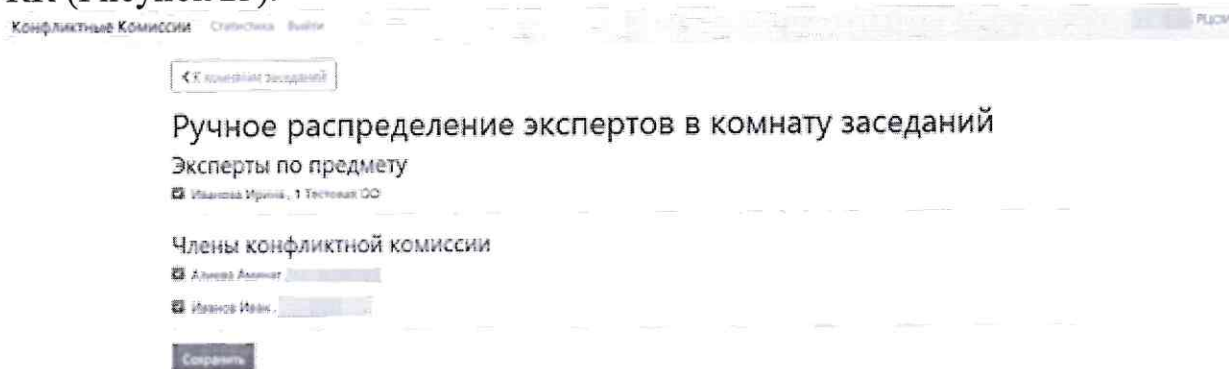 Конфликтные Комиссии Статистика Выйти РЦОИ
К комнатам заседаний
Ручное распределение экспертов в комнату заседаний
Эксперты по предмету
Иванова Ирина, 1 Тестовая ОО
Члены конфликтной комиссии
Алиева Аминат
Иванов Иван,
Сохранить